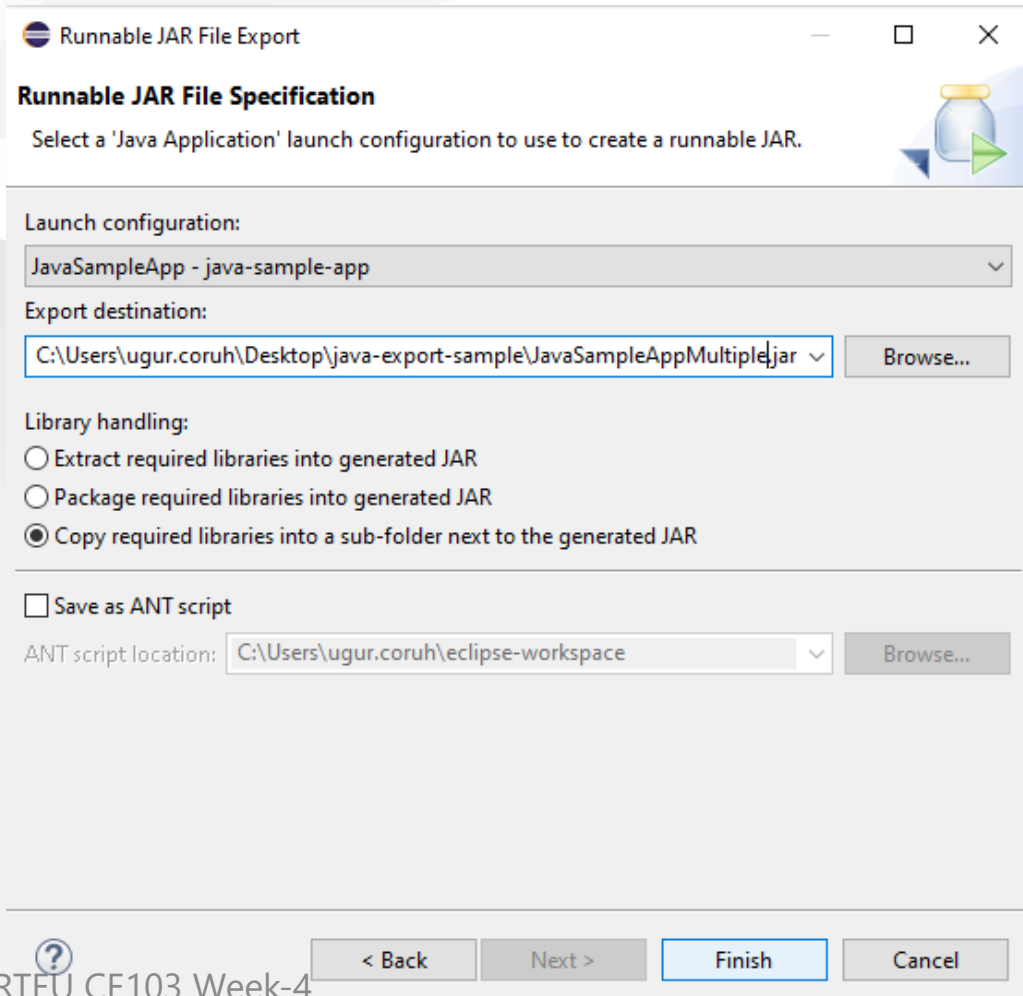 Runnable JAR File Export
Runnable JAR File Specification
Select a 'Java Application' launch configuration to use to create a runnable JAR.
Launch configuration:
JavaSampleApp - java-sample-app
Export destination:
C:\Users\ugur.coruh\Desktop\java-export-sample\JavaSampleAppMultiple.jar Browse...
Library handling:
Extract required libraries into generated JAR
Package required libraries into generated JAR
Copy required libraries into a sub-folder next to the generated JAR
Save as ANT script
ANT script location: C:\Users\ugur.coruh\eclipse-workspace Browse...
? < Back Next > Finish Cancel
RTEU CE103 Week-4